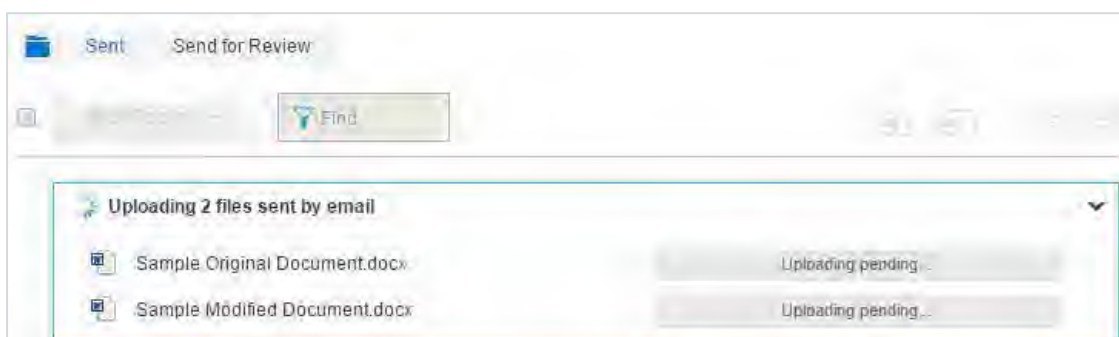 Sent Send for Review
Find
Uploading 2 files sent by email
Sample Original Document.docx Uploading pending...
Sample Modified Document.docx Uploading pending...